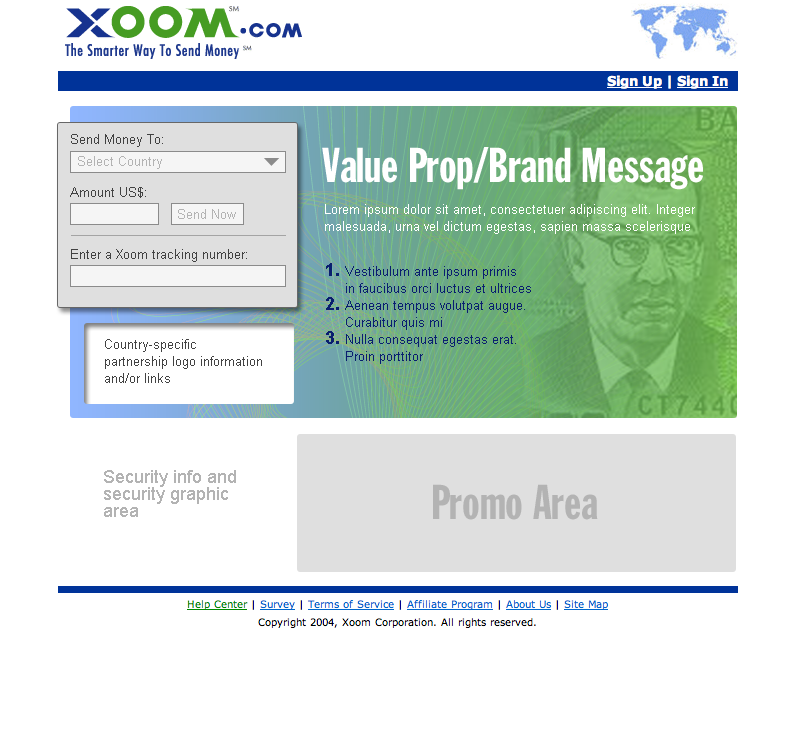 XOOM.COM SM
The Smarter Way To Send Money SM
Sign Up | Sign In
Send Money To:
Select Country
Amount US$:
Send Now
Enter a Xoom tracking number:
Country-specific
partnership logo information
and/or links
Value Prop/Brand Message
Lorem ipsum dolor sit amet, consectetuer adipiscing elit. Integer
malesuada, urna vel dictum egestas, sapien massa scelerisque
1. Vestibulum ante ipsum primis
in faucibus orci luctus et ultrices
2. Aenean tempus volutpat augue.
Curabitur quis mi
3. Nulla consequat egestas erat.
Proin porttitor
BA
CT7440
Security info and
security graphic
area
Promo Area
Help Center | Survey | Terms of Service | Affiliate Program | About Us | Site Map
Copyright 2004, Xoom Corporation. All rights reserved.